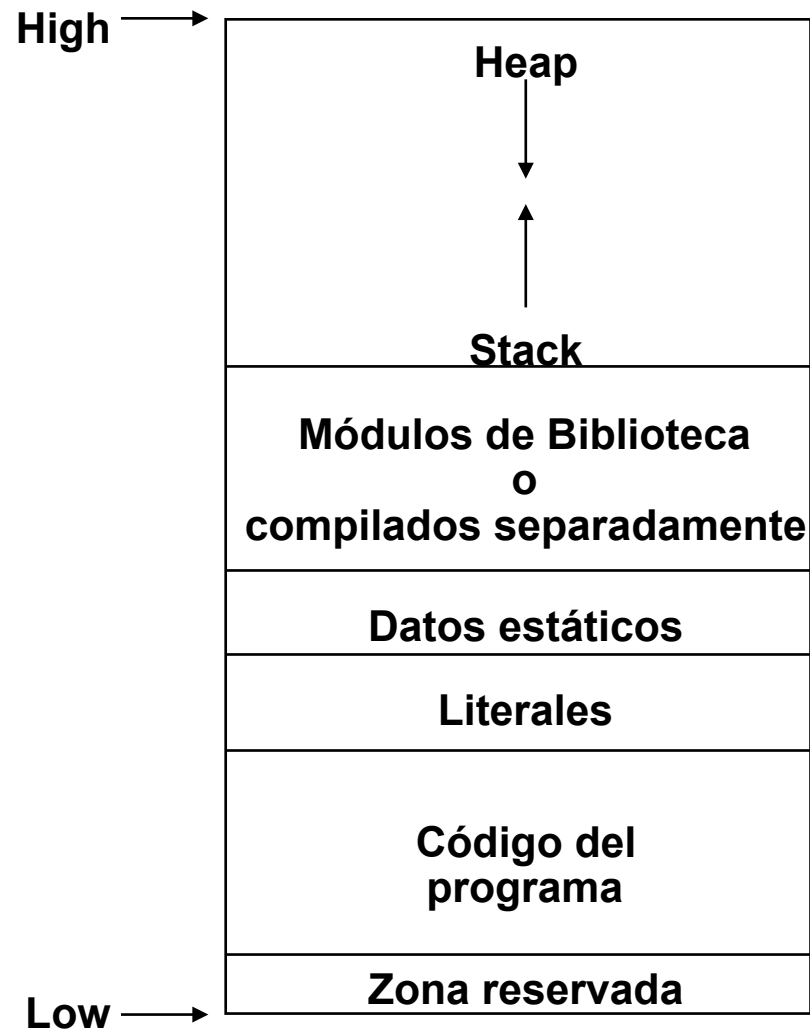 High
Heap
Stack
Módulos de Biblioteca
o
compilados separadamente
Datos estáticos
Literales
Código del
programa
Zona reservada
Low